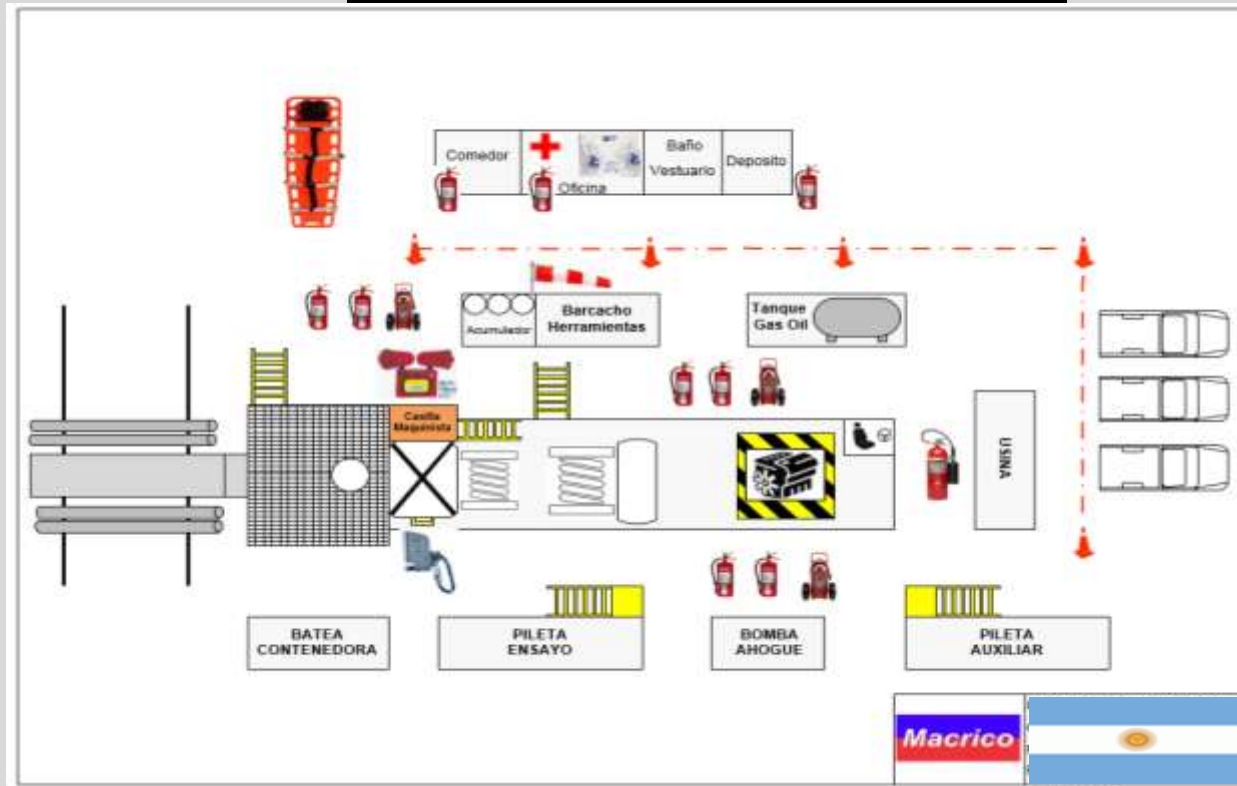 Comedor
Oficina
Baño
Vestuario
Deposito
Acumulador
Barcacho
Herramientas
Tanque
Gas Oil
Casilla
Maquinista
USINA
BATEA
CONTENEDORA
PILETA
ENSAYO
BOMBA
AHOGUE
PILETA
AUXILIAR
Macrico